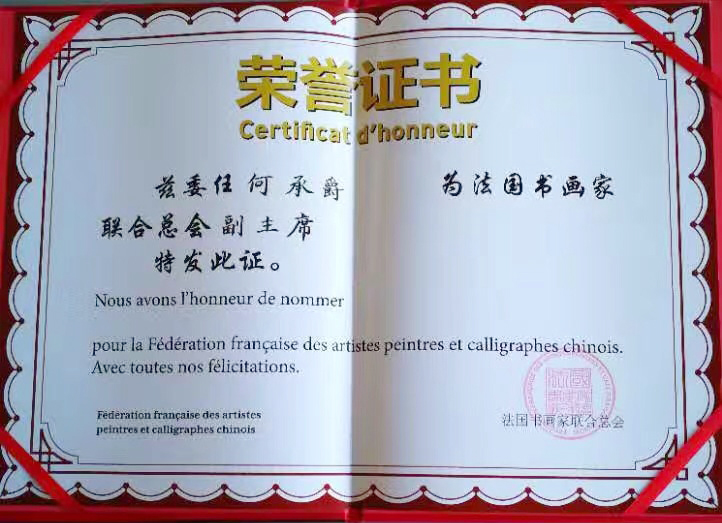 荣誉证书
Certificat d'honneur
兹委任何承爵 为法国书画家
联合总会副主席
特发此证。
Nous avons l'honneur de nommer
pour la Fédération française des artistes peintres et calligraphes chinois.
Avec toutes nos félicitations.
Fédération française des artistes
peintres et calligraphes chinois
法国书画家联合总会